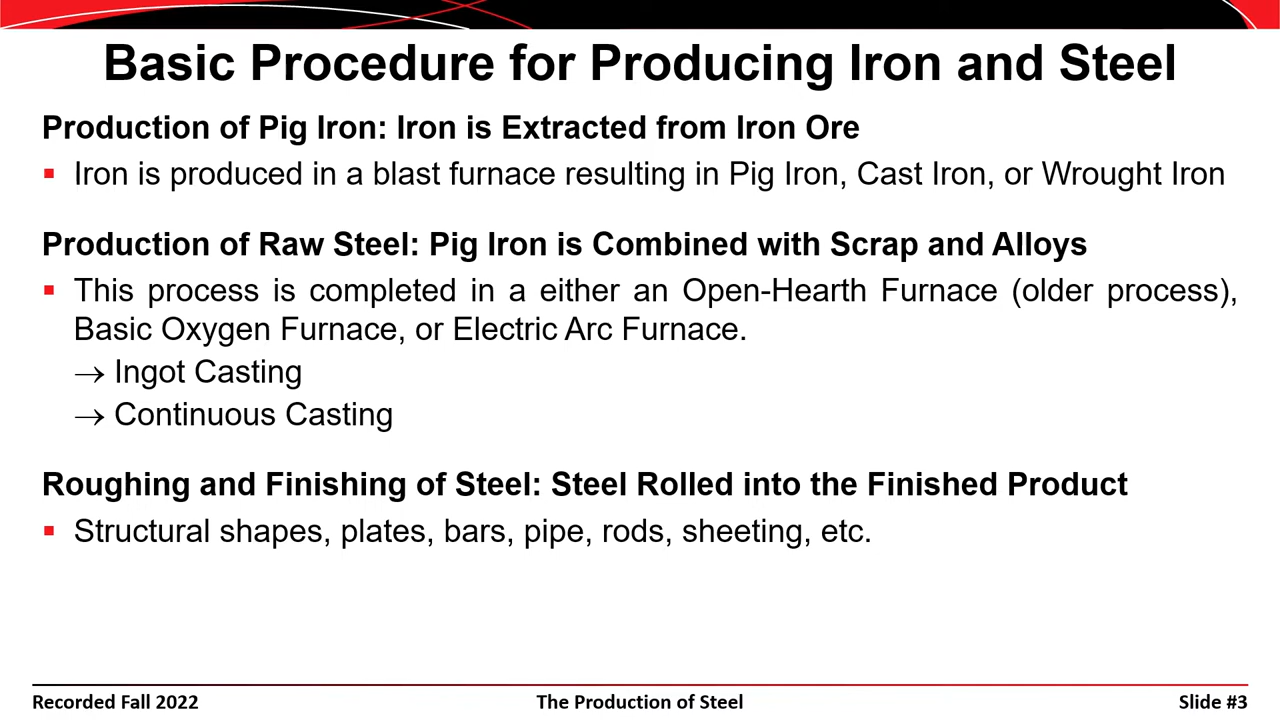 Basic Procedure for Producing Iron and Steel
Production of Pig Iron: Iron is Extracted from Iron Ore
▪ Iron is produced in a blast furnace resulting in Pig Iron, Cast Iron, or Wrought Iron
Production of Raw Steel: Pig Iron is Combined with Scrap and Alloys
▪ This process is completed in a either an Open-Hearth Furnace (older process),
Basic Oxygen Furnace, or Electric Arc Furnace.
→ Ingot Casting
→ Continuous Casting
Roughing and Finishing of Steel: Steel Rolled into the Finished Product
▪ Structural shapes, plates, bars, pipe, rods, sheeting, etc.
Recorded Fall 2022
The Production of Steel
Slide #3